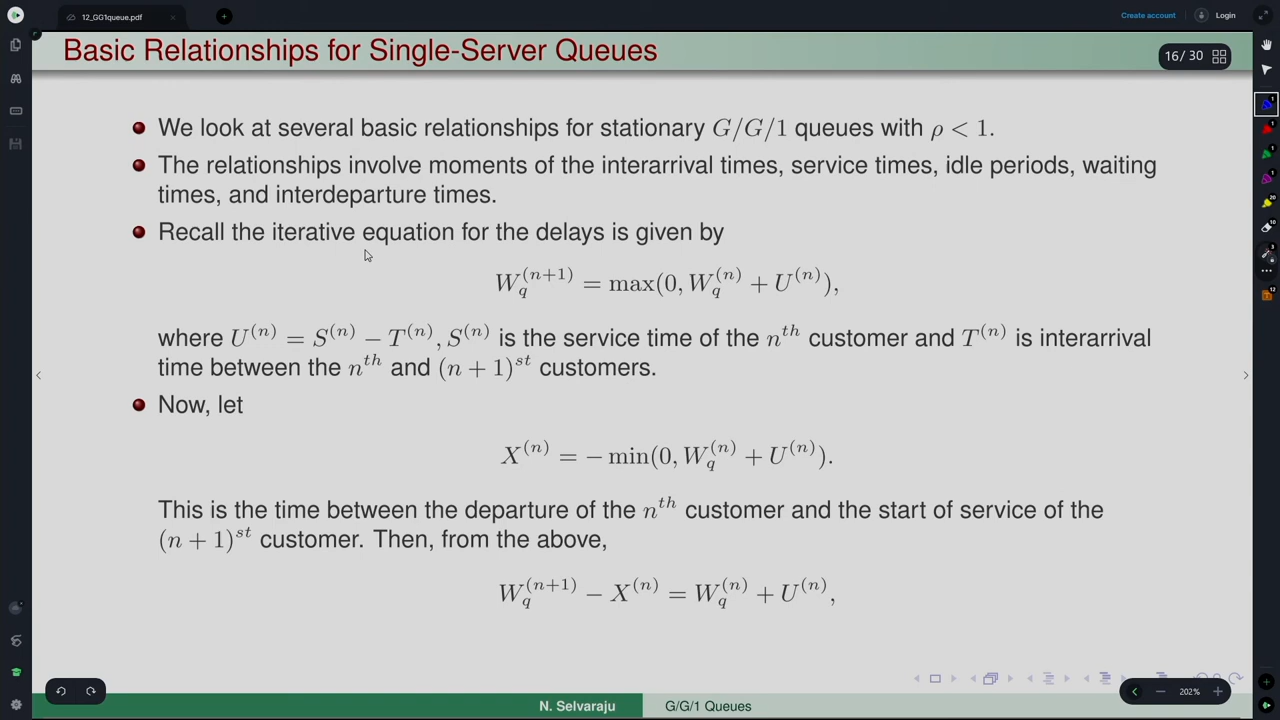 12_GG1queue.pdf
Create account
Login
Basic Relationships for Single-Server Queues
16 / 30
We look at several basic relationships for stationary G/G/1 queues with ρ < 1.
The relationships involve moments of the interarrival times, service times, idle periods, waiting
times, and interdeparture times.
Recall the iterative equation for the delays is given by
W_q^{(n+1)} = max(0, W_q^{(n)} + U^{(n)}),
where U^{(n)} = S^{(n)} − T^{(n)}, S^{(n)} is the service time of the n^{th} customer and T^{(n)} is interarrival
time between the n^{th} and (n + 1)^{st} customers.
Now, let
X^{(n)} = − min(0, W_q^{(n)} + U^{(n)}).
This is the time between the departure of the n^{th} customer and the start of service of the
(n + 1)^{st} customer. Then, from the above,
W_q^{(n+1)} − X^{(n)} = W_q^{(n)} + U^{(n)},
202%
N. Selvaraju
G/G/1 Queues